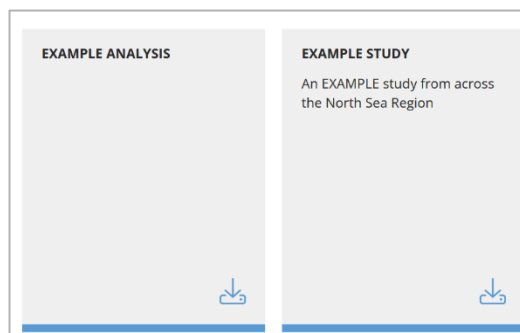 EXAMPLE ANALYSIS
EXAMPLE STUDY
An EXAMPLE study from across
the North Sea Region